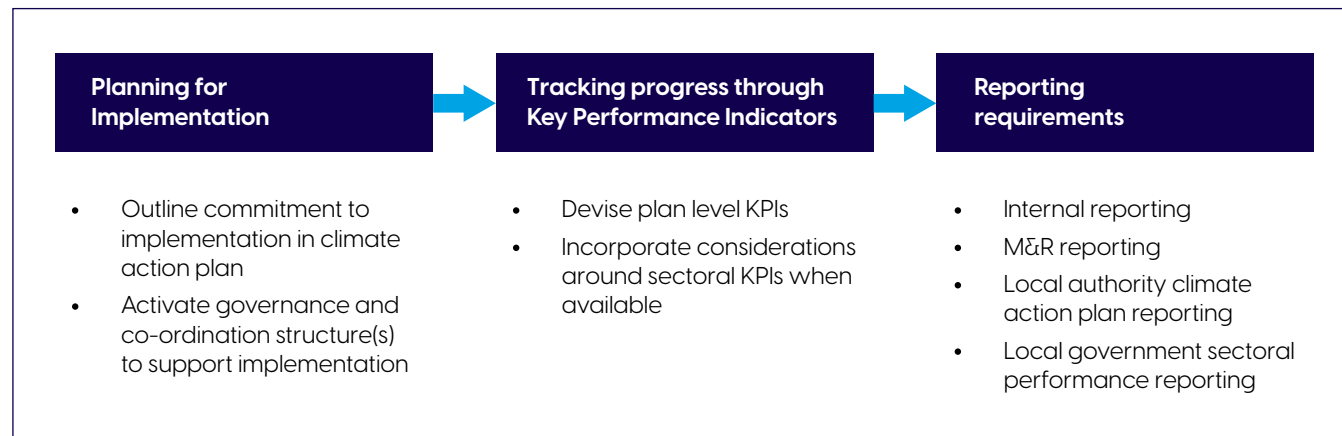 Planning for
Implementation
• Outline commitment to
implementation in climate
action plan
• Activate governance and
co-ordination structure(s)
to support implementation
Tracking progress through
Key Performance Indicators
• Devise plan level KPIs
• Incorporate considerations
around sectoral KPIs when
available
Reporting
requirements
• Internal reporting
• M&R reporting
• Local authority climate
action plan reporting
• Local government sectoral
performance reporting